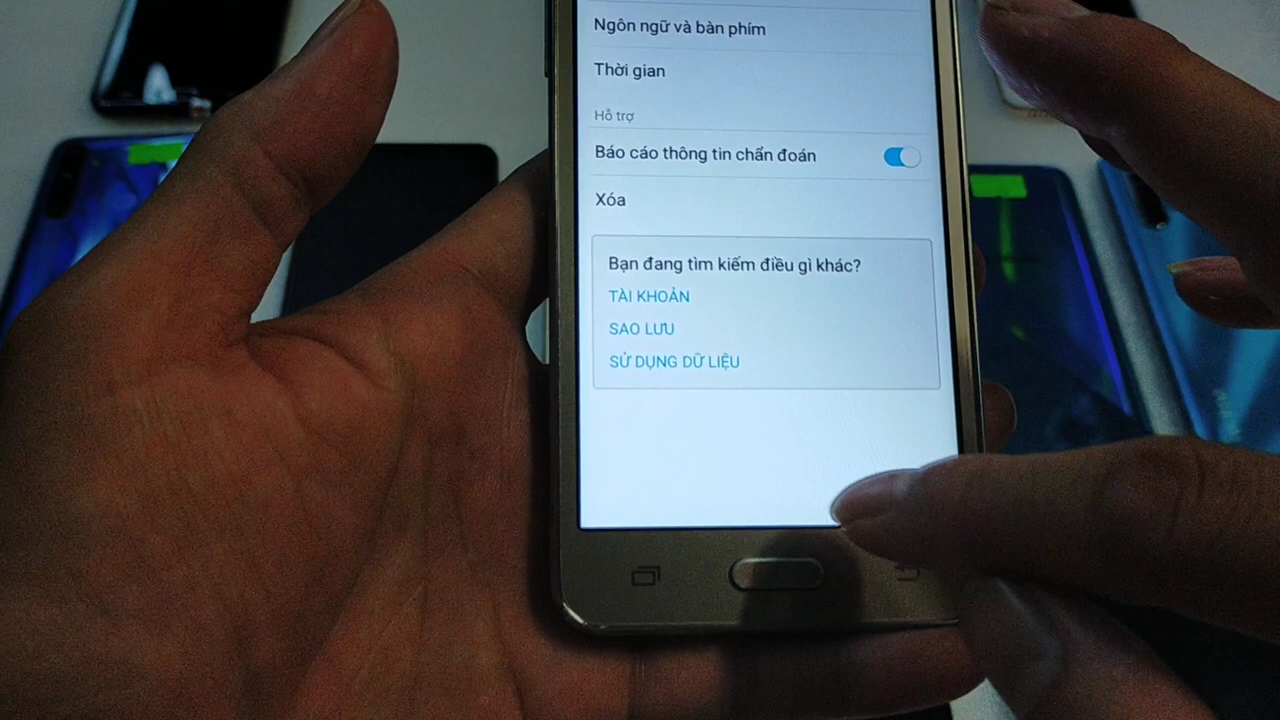 Ngôn ngữ và bàn phím
Thời gian
Hỗ trợ
Báo cáo thông tin chẩn đoán
Xóa
Bạn đang tìm kiếm điều gì khác?
TÀI KHOẢN
SAO LƯU
SỬ DỤNG DỮ LIỆU